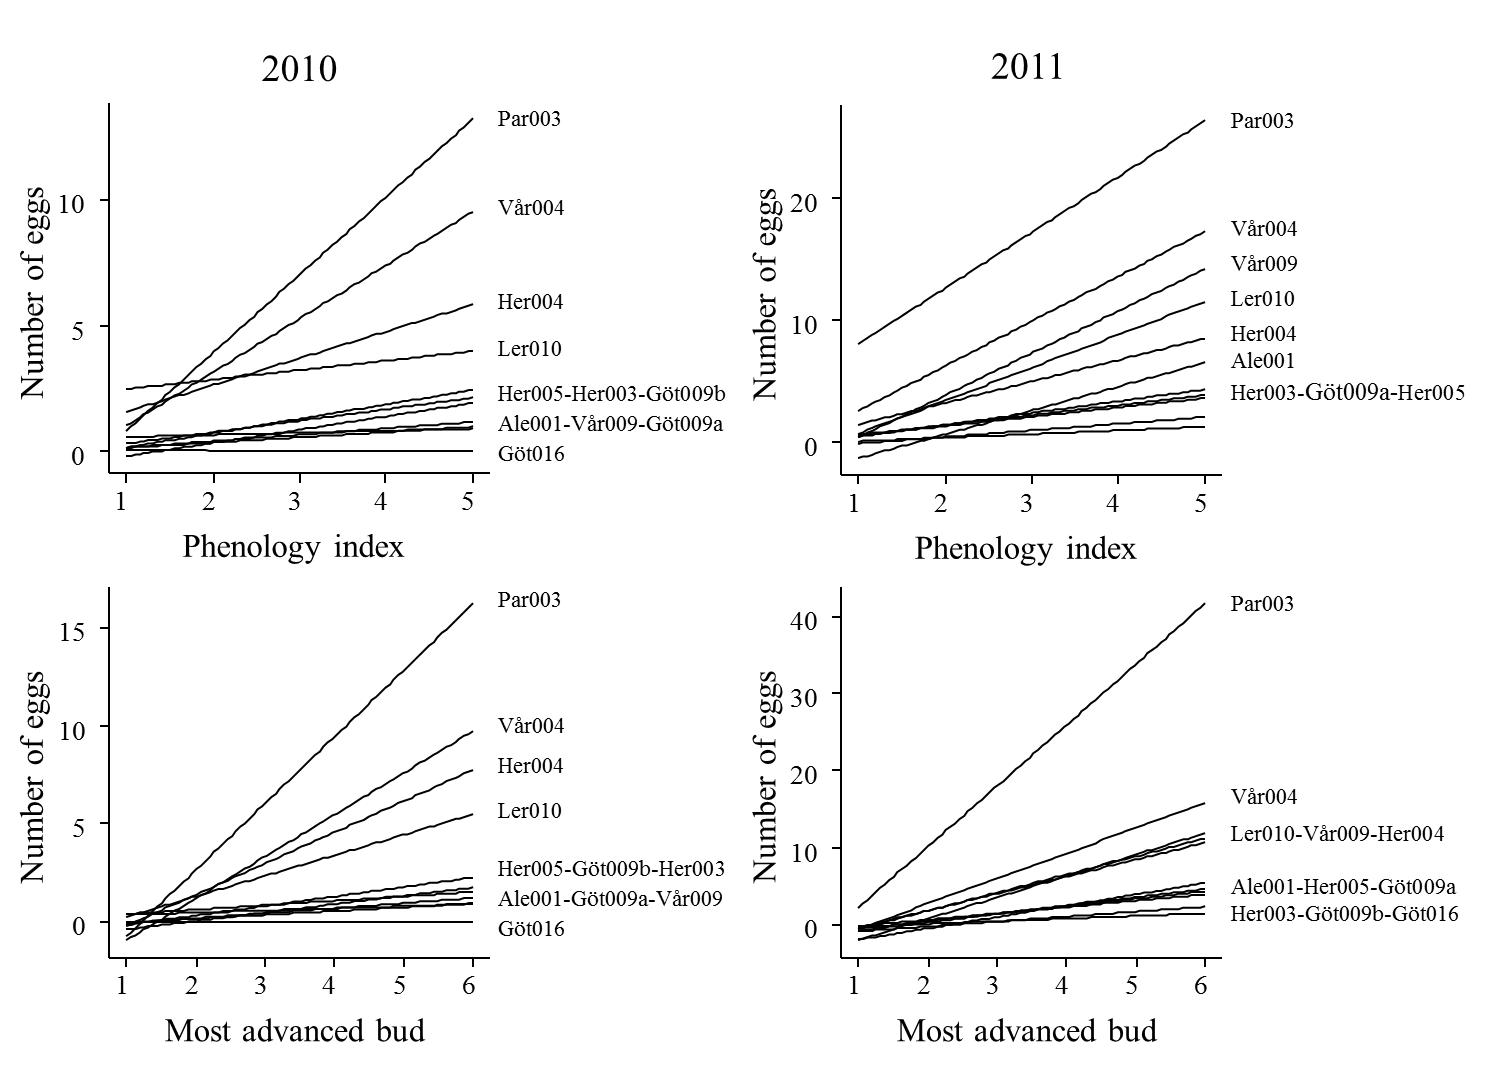 2010
Number of eggs
10
5
0
Par003
Vår004
Her004
Ler010
Her005-Her003-Göt009b
Ale001-Vår009-Göt009a
Göt016
1 2 3 4 5
Phenology index
2011
Number of eggs
20
10
0
Par003
Vår004
Vår009
Ler010
Her004
Ale001
Her003-Göt009a-Her005
1 2 3 4 5
Phenology index
Number of eggs
15
10
5
0
Par003
Vår004
Her004
Ler010
Her005-Göt009b-Her003
Ale001-Göt009a-Vår009
Göt016
1 2 3 4 5 6
Most advanced bud
Number of eggs
40
30
20
10
0
Par003
Vår004
Ler010-Vår009-Her004
Ale001-Her005-Göt009a
Her003-Göt009b-Göt016
1 2 3 4 5 6
Most advanced bud